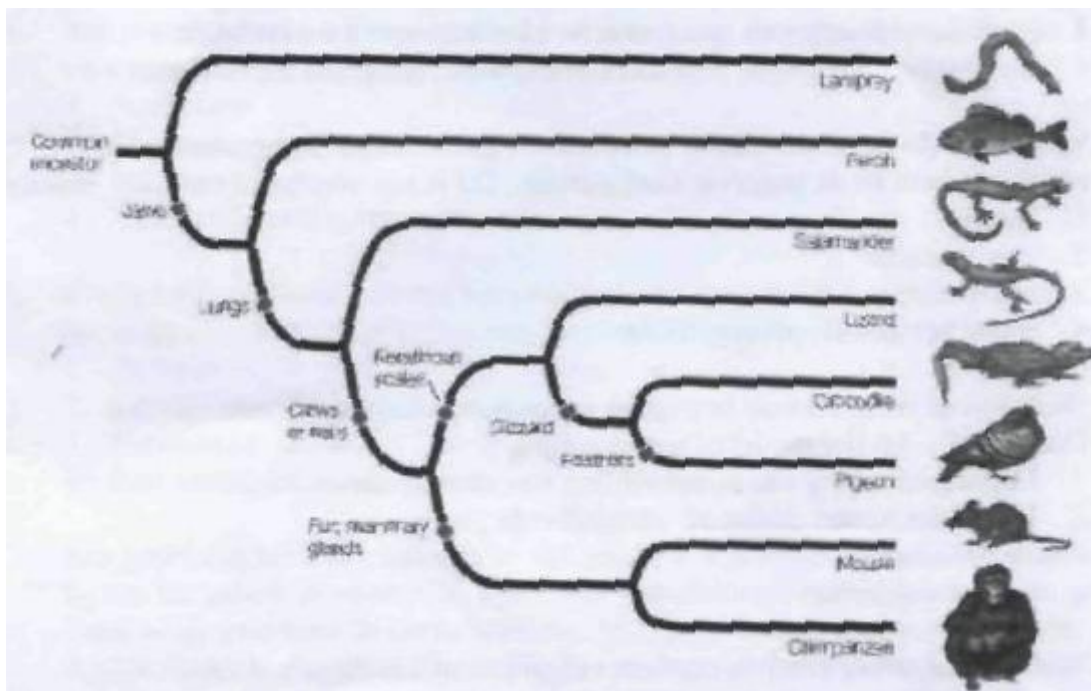 Lamprey
Common
ancestor
Perch
Jaws
Salamander
Lungs
Lizard
Keratinous
scales
Claws
or nails
Gizzard
Crocodile
Feathers
Pigeon
Fur, mammary
glands
Mouse
Chimpanzee